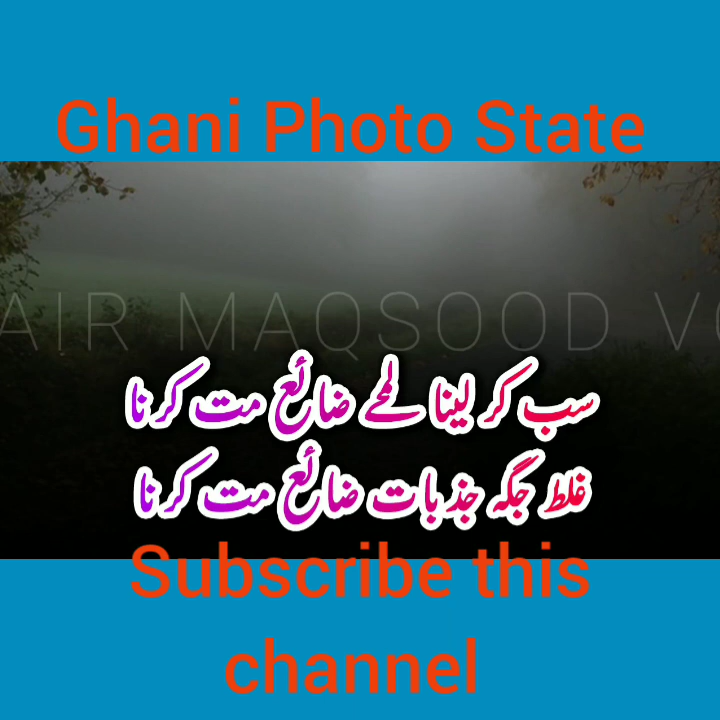 Ghani Photo State
AIR MAQSOOD V
سب کر لینا لمحے ضائع مت کرنا
غلط جگہ جذبات ضائع مت کرنا
Subscribe this
channel